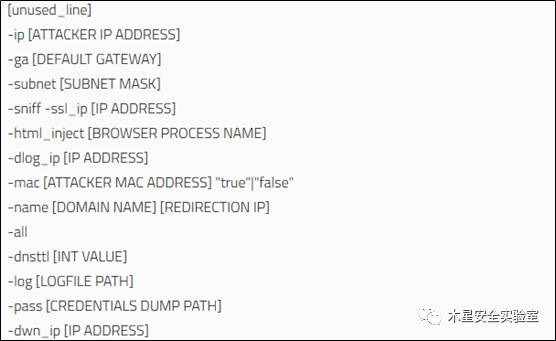 [unused_line]
-ip [ATTACKER IP ADDRESS]
-ga [DEFAULT GATEWAY]
-subnet [SUBNET MASK]
-sniff -ssl_ip [IP ADDRESS]
-html_inject [BROWSER PROCESS NAME]
-dlog_ip [IP ADDRESS]
-mac [ATTACKER MAC ADDRESS] "true"|"false"
-name [DOMAIN NAME] [REDIRECTION IP]
-all
-dnsttl [INT VALUE]
-log [LOGFILE PATH]
-pass [CREDENTIALS DUMP PATH]
-dwn_ip [IP ADDRESS]
木星安全实验室